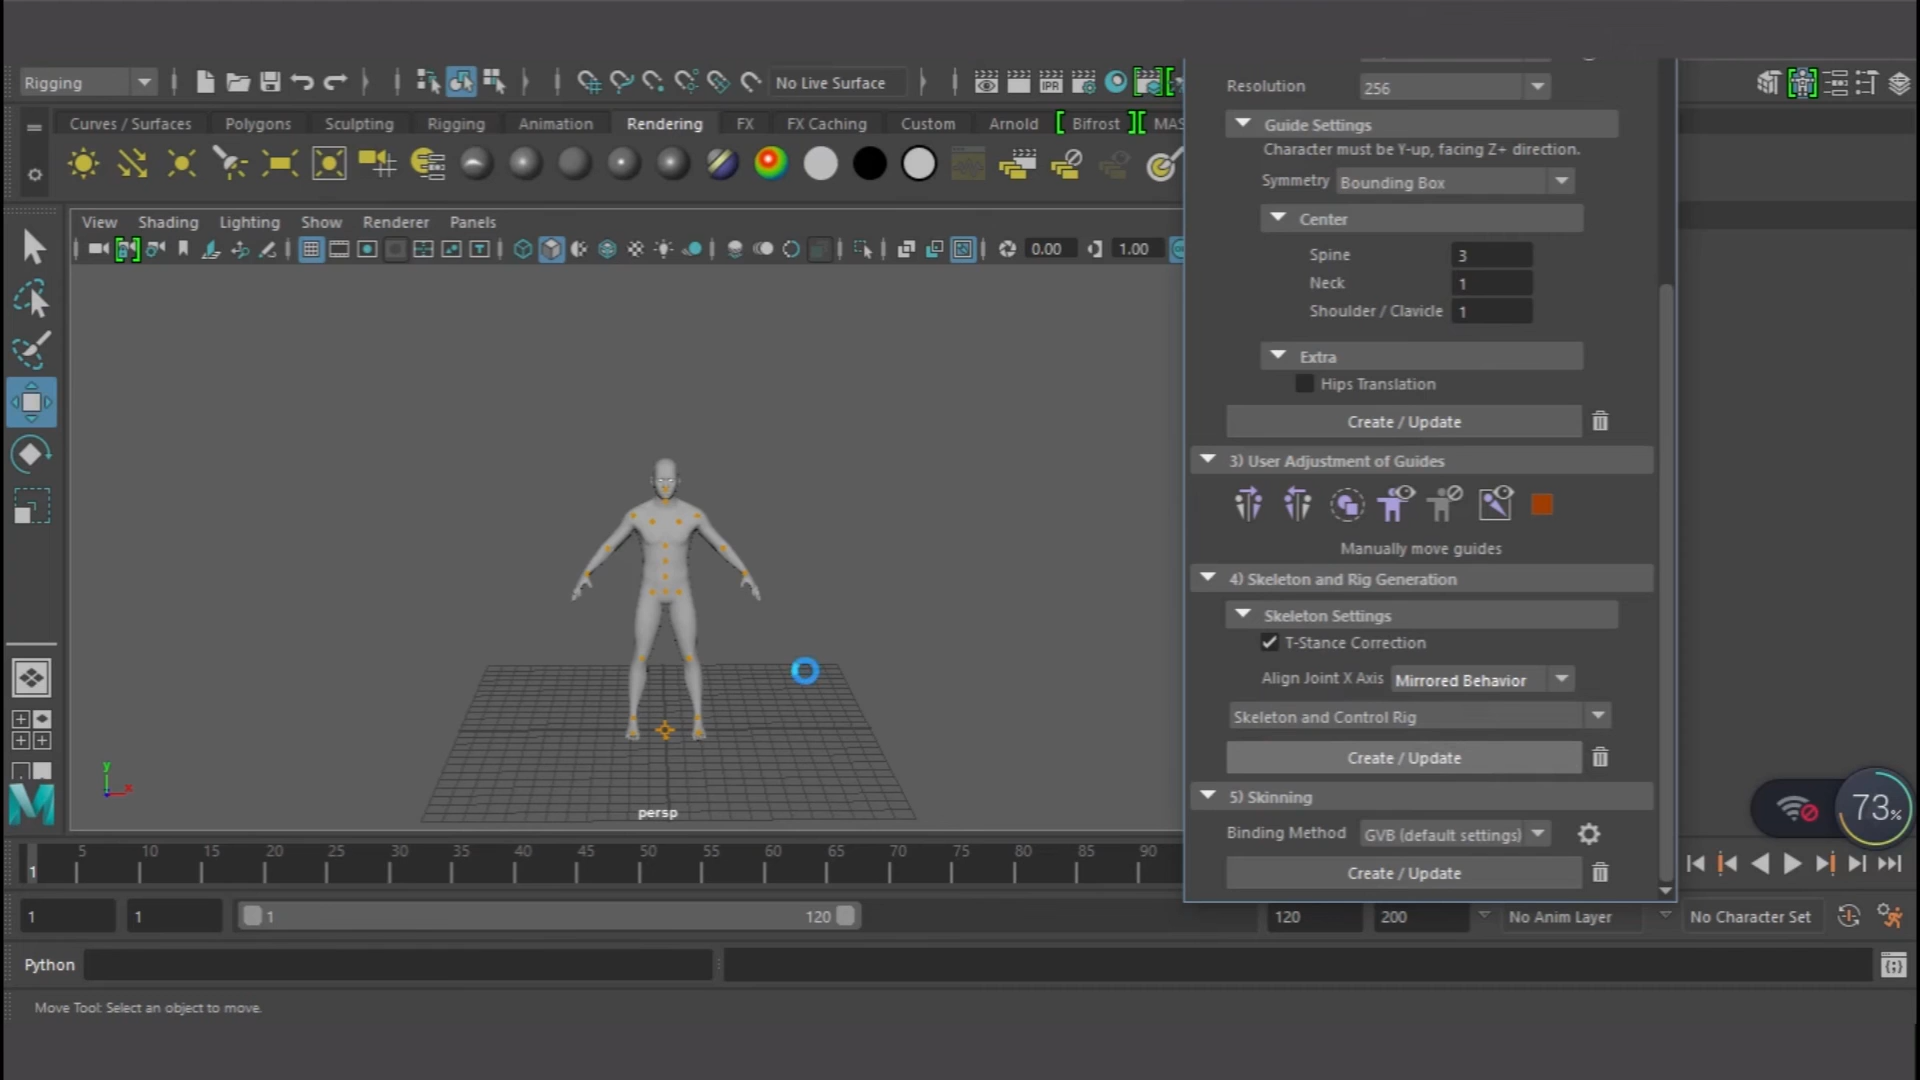 Rigging
No Live Surface
IPR
Curves / Surfaces
Polygons
Sculpting
Rigging
Animation
Rendering
FX
FX Caching
Custom
Arnold
Bifrost
MAS
View
Shading
Lighting
Show
Renderer
Panels
0.00
1.00
Resolution
256
Guide Settings
Character must be Y-up, facing Z+ direction.
Symmetry
Bounding Box
Center
Spine
3
Neck
1
Shoulder / Clavicle
1
Extra
Hips Translation
Create / Update
3) User Adjustment of Guides
Manually move guides
4) Skeleton and Rig Generation
Skeleton Settings
T-Stance Correction
Align Joint X Axis
Mirrored Behavior
Skeleton and Control Rig
Create / Update
5) Skinning
Binding Method
GVB (default settings)
Create / Update
y
x
persp
M
73%
5 10 15 20 25 30 35 40 45 50 55 60 65 70 75 80 85 90
1
1
1
1
120
120
200
No Anim Layer
No Character Set
Python
Move Tool: Select an object to move.